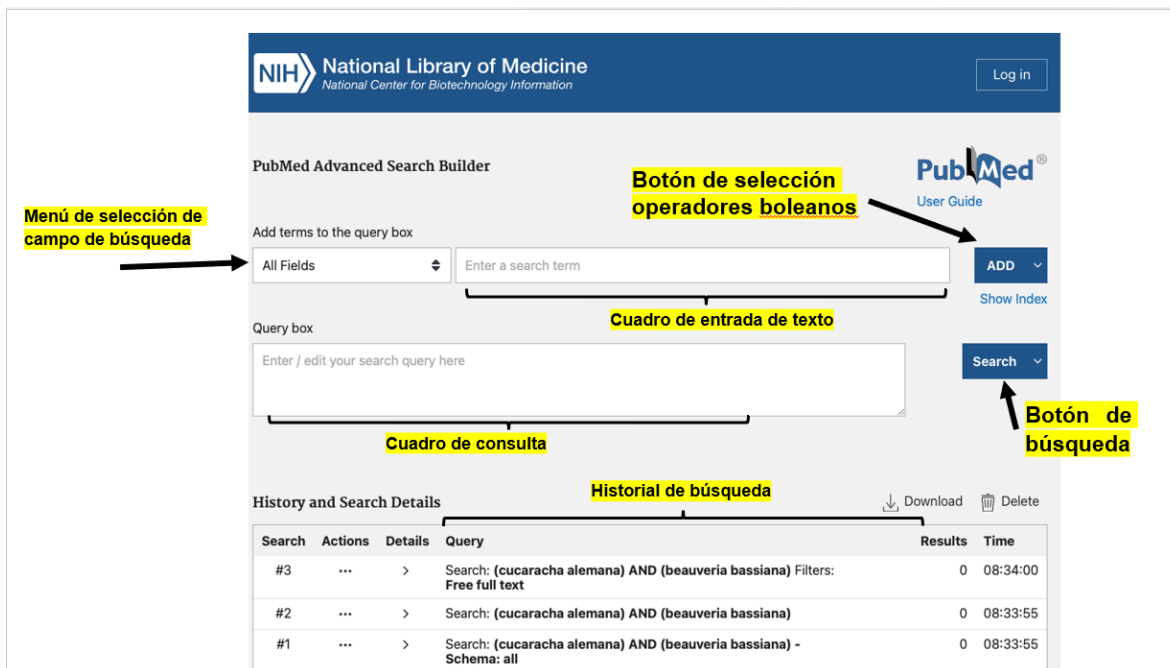 NIH National Library of Medicine
National Center for Biotechnology Information
Log in
PubMed Advanced Search Builder
PubMed®
User Guide
Botón de selección
operadores boleanos
Menú de selección de
campo de búsqueda
Add terms to the query box
All Fields
Enter a search term
ADD
Show Index
Cuadro de entrada de texto
Query box
Enter / edit your search query here
Search
Botón de
búsqueda
Cuadro de consulta
Historial de búsqueda
History and Search Details
Download Delete
Search Actions Details Query Results Time
#3 ... > Search: (cucaracha alemana) AND (beauveria bassiana) Filters: 0 08:34:00
Free full text
#2 ... > Search: (cucaracha alemana) AND (beauveria bassiana) 0 08:33:55
#1 ... > Search: (cucaracha alemana) AND (beauveria bassiana) - 0 08:33:55
Schema: all